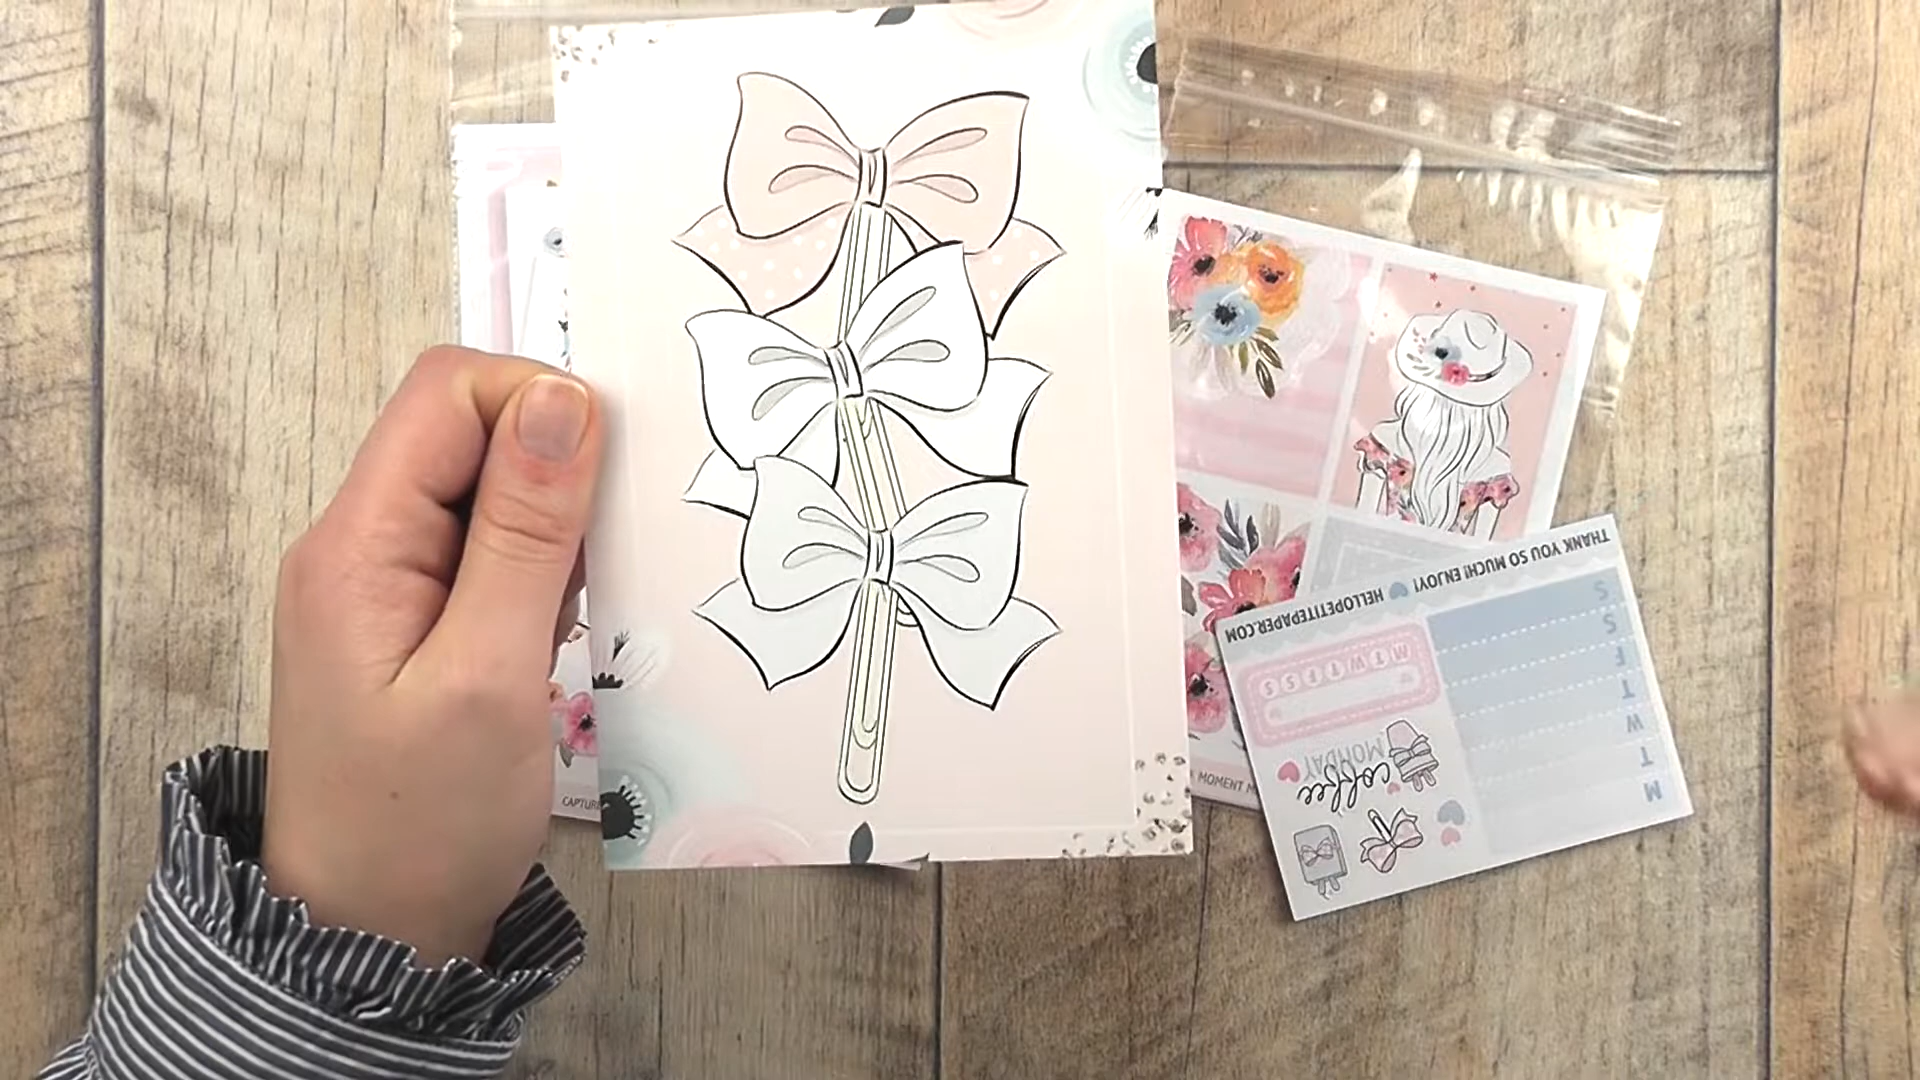 THANK YOU SO MUCH! ENJOY! HELLOPETITEPAPER.COM
S
S
F
T
W
T
M
M T W T F S S
MONDAY
coffee
CAPTURE
MOMENT